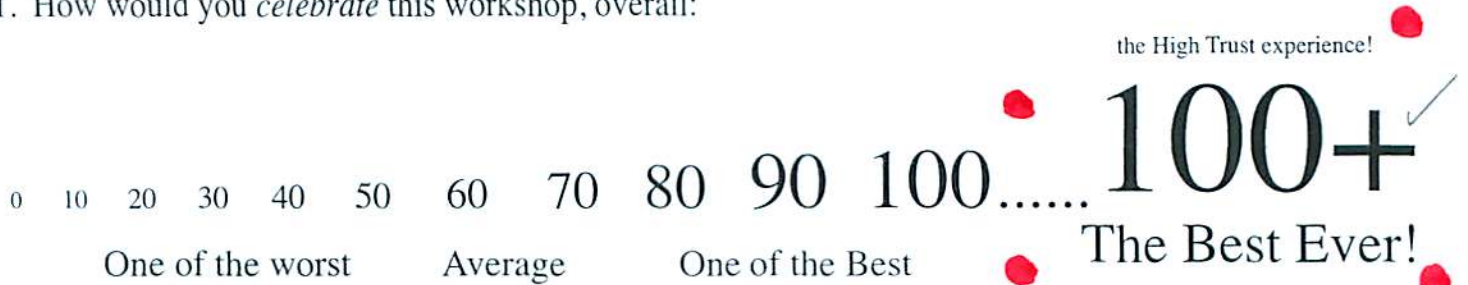 1. How would you celebrate this workshop, overall:
the High Trust experience!
0 10 20 30 40 50 60 70 80 90 100......100+
One of the worst Average One of the Best The Best Ever!